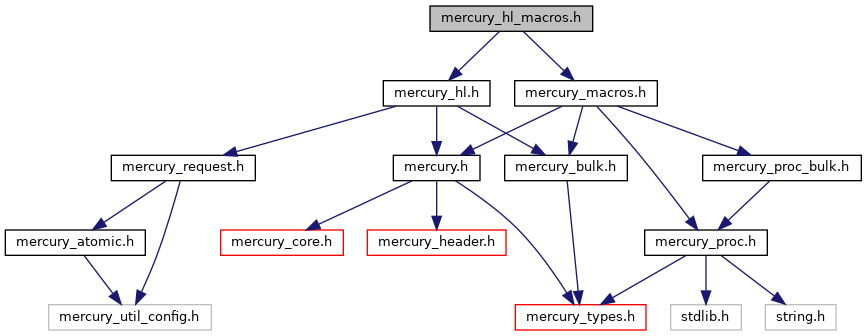 mercury_hl_macros.h
mercury_hl.h
mercury_macros.h
mercury_request.h
mercury.h
mercury_bulk.h
mercury_proc_bulk.h
mercury_atomic.h
mercury_core.h
mercury_header.h
mercury_proc.h
mercury_util_config.h
mercury_types.h
stdlib.h
string.h